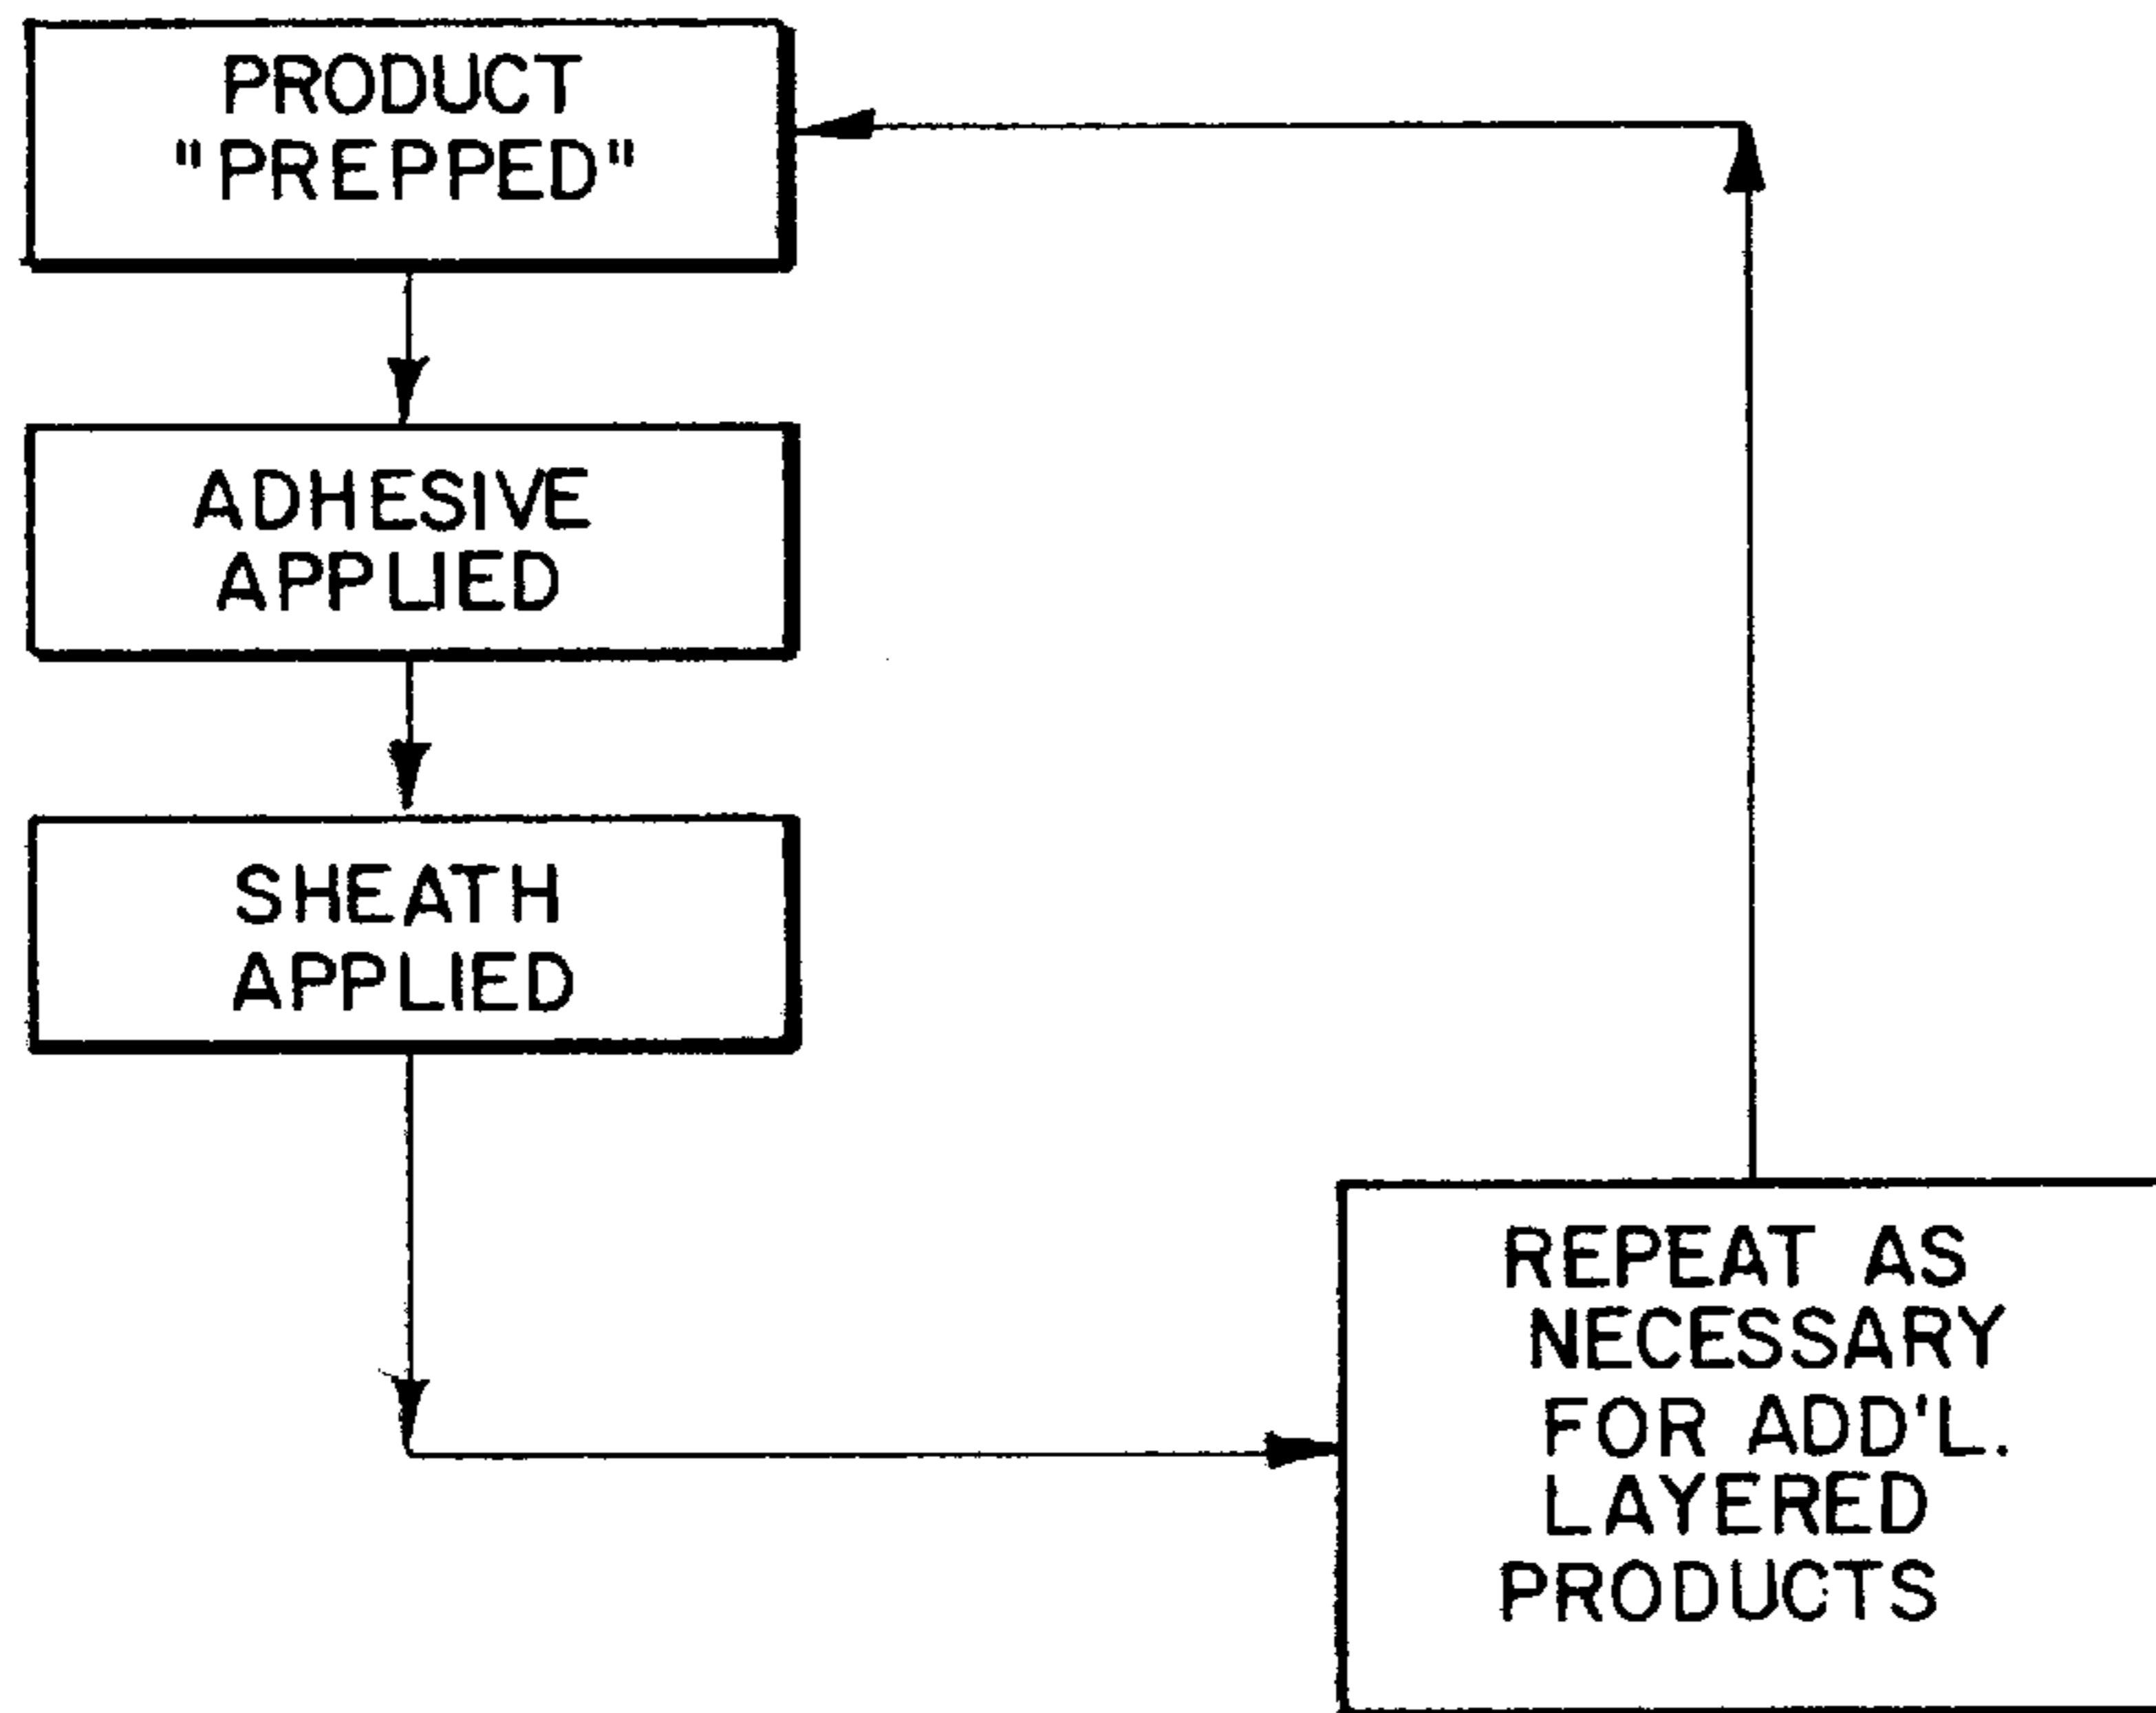 PRODUCT
"PREPPED"
ADHESIVE
APPLIED
SHEATH
APPLIED
REPEAT AS
NECESSARY
FOR ADD'L.
LAYERED
PRODUCTS